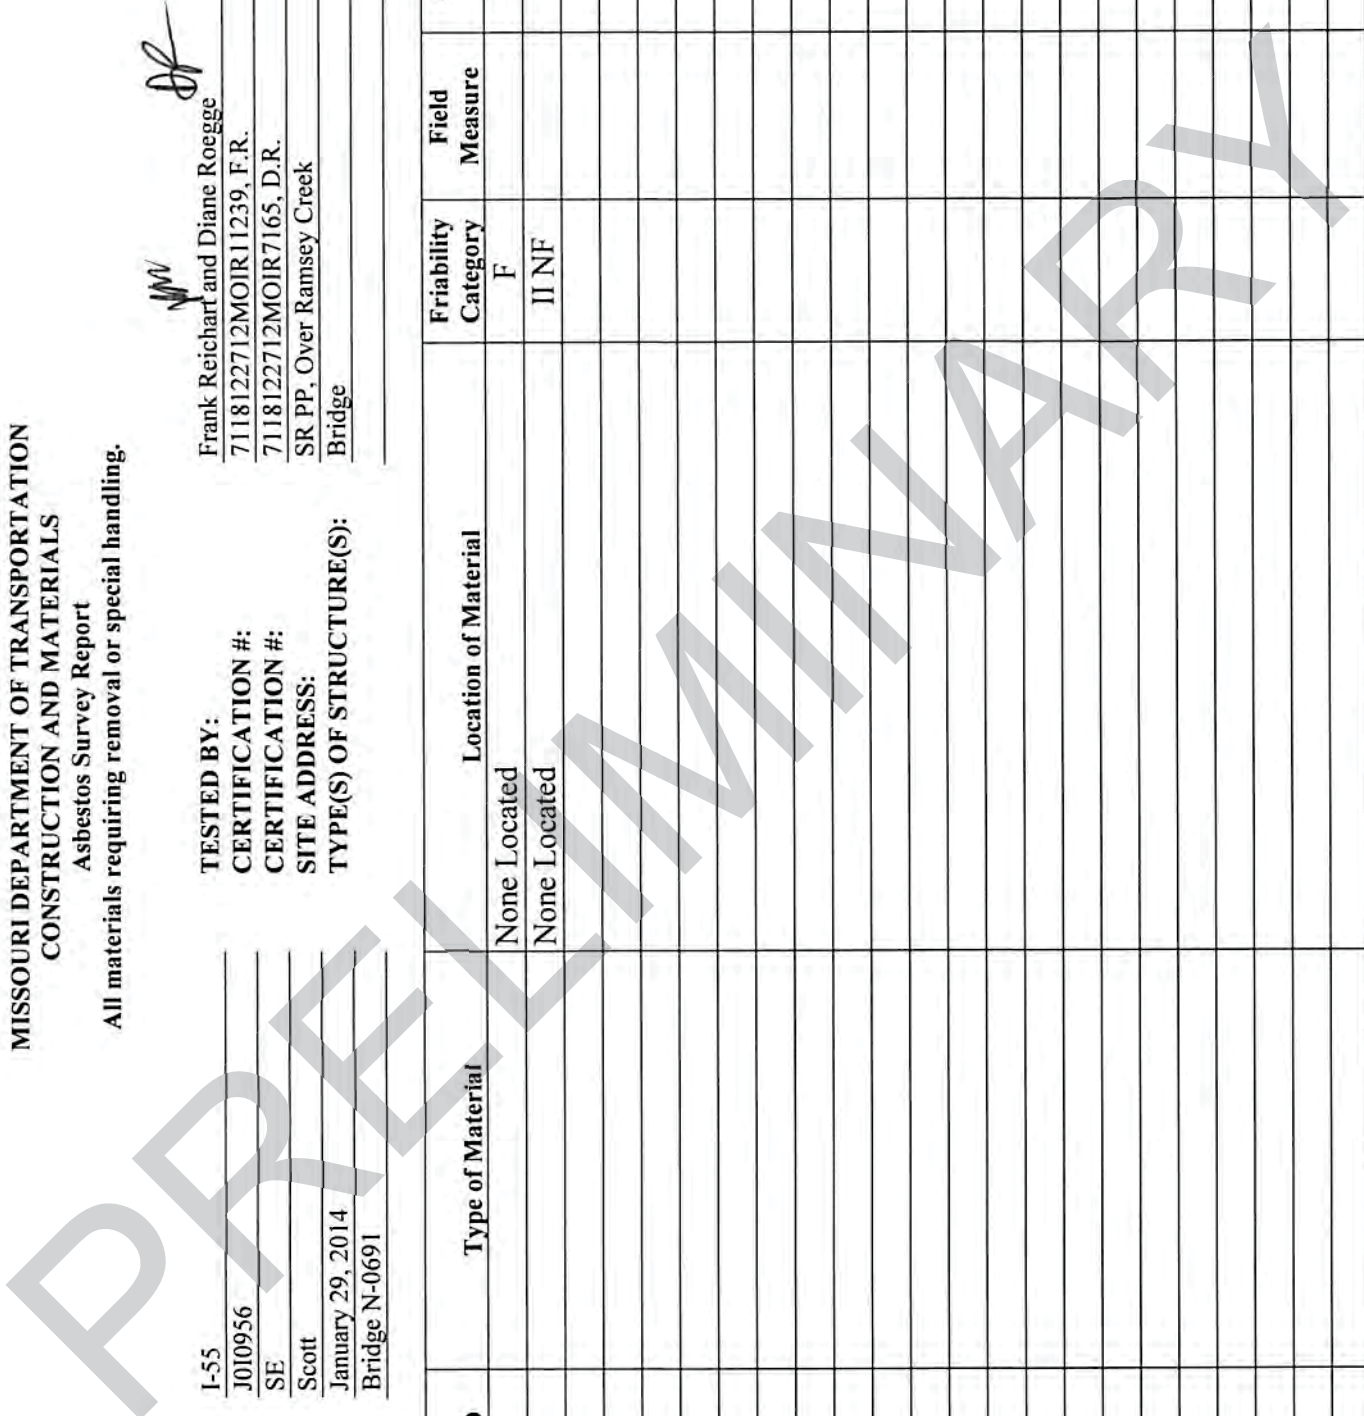 MISSOURI DEPARTMENT OF TRANSPORTATION
CONSTRUCTION AND MATERIALS
Asbestos Survey Report
All materials requiring removal or special handling.
I-55
J010956
SE
Scott
January 29, 2014
Bridge N-0691
TESTED BY: Frank Reichart and Diane Roegge
CERTIFICATION #: 7118122712MOIR11239, F.R.
CERTIFICATION #: 7118122712MOIR7165, D.R.
SITE ADDRESS: SR PP, Over Ramsey Creek
TYPE(S) OF STRUCTURE(S): Bridge
Type of Material Location of Material Friability Category Field Measure
None Located F
None Located II NF
PRELIMINARY